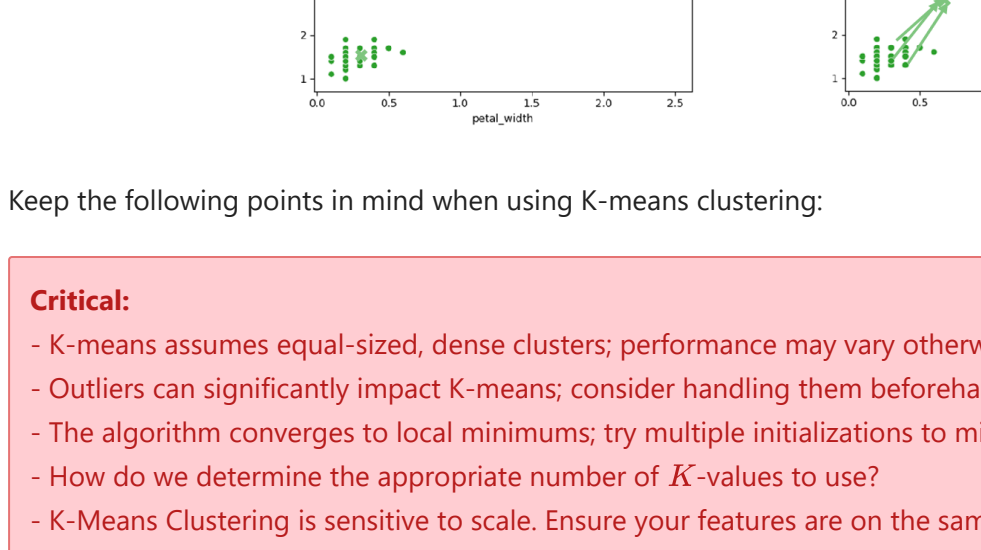 2
1
0.0 0.5 1.0 1.5 2.0 2.5
petal_width
2
1
0.0 0.5
Keep the following points in mind when using K-means clustering:
Critical:
- K-means assumes equal-sized, dense clusters; performance may vary otherw
- Outliers can significantly impact K-means; consider handling them beforeha
- The algorithm converges to local minimums; try multiple initializations to mi
- How do we determine the appropriate number of K-values to use?
- K-Means Clustering is sensitive to scale. Ensure your features are on the sam